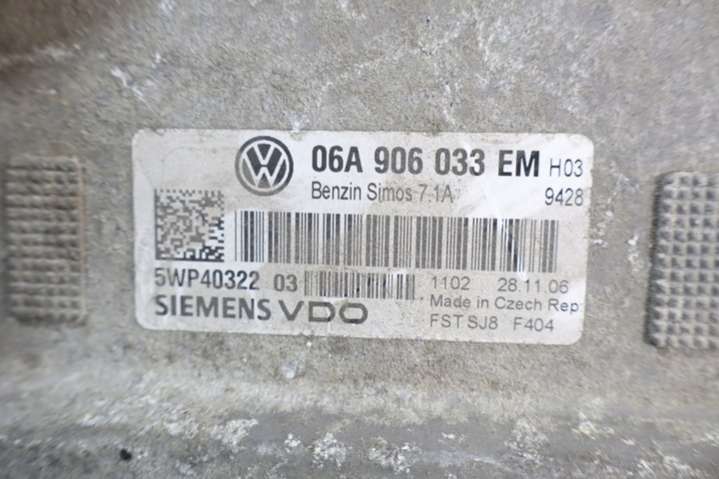 06A 906 033 EM H03
Benzin Simos 7.1A 9428
5WP40322 03 1102 28.11.06
SIEMENS VDO Made in Czech Rep
FST SJ8 F404